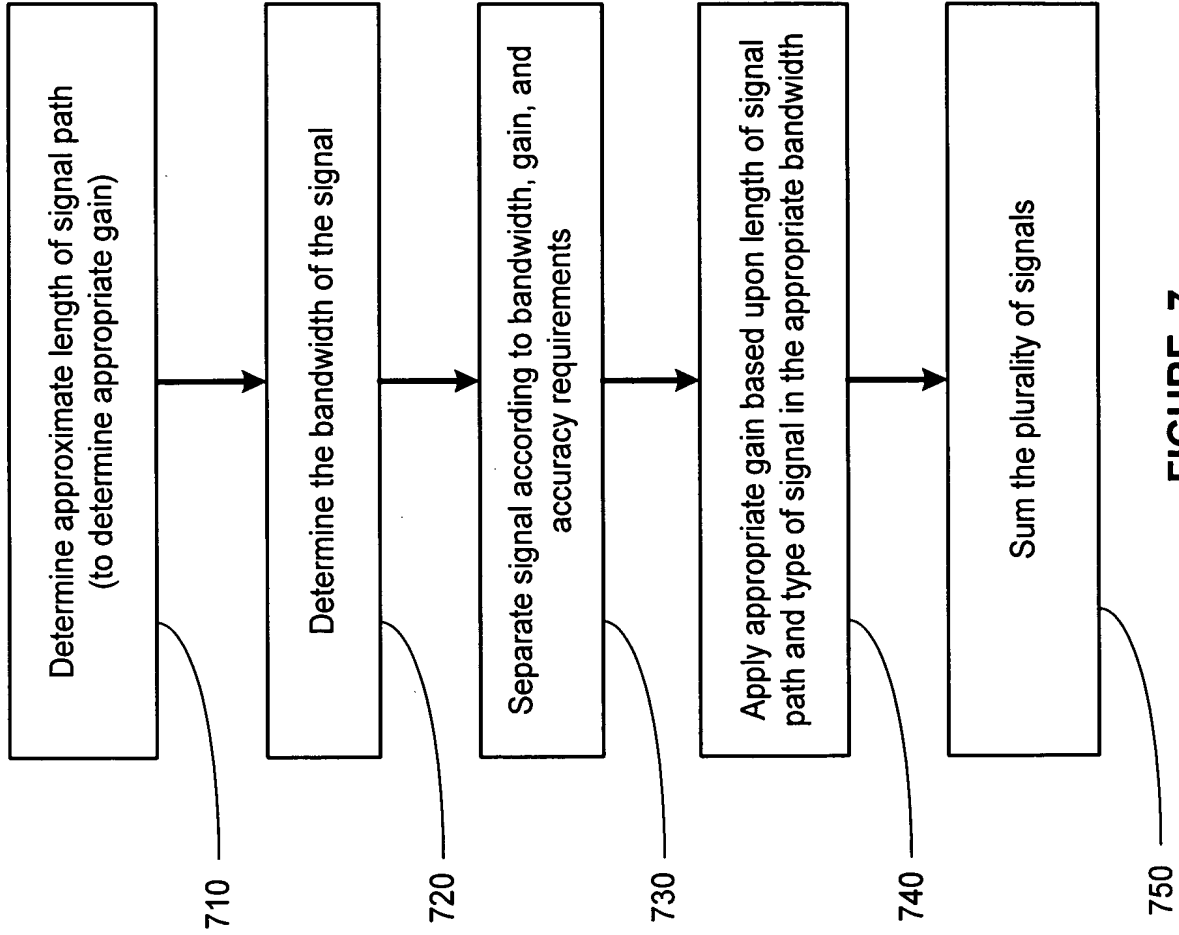 Determine approximate length of signal path
(to determine appropriate gain)
710
Determine the bandwidth of the signal
720
Separate signal according to bandwidth, gain, and
accuracy requirements
730
Apply appropriate gain based upon length of signal
path and type of signal in the appropriate bandwidth
740
Sum the plurality of signals
750
FIGURE 7